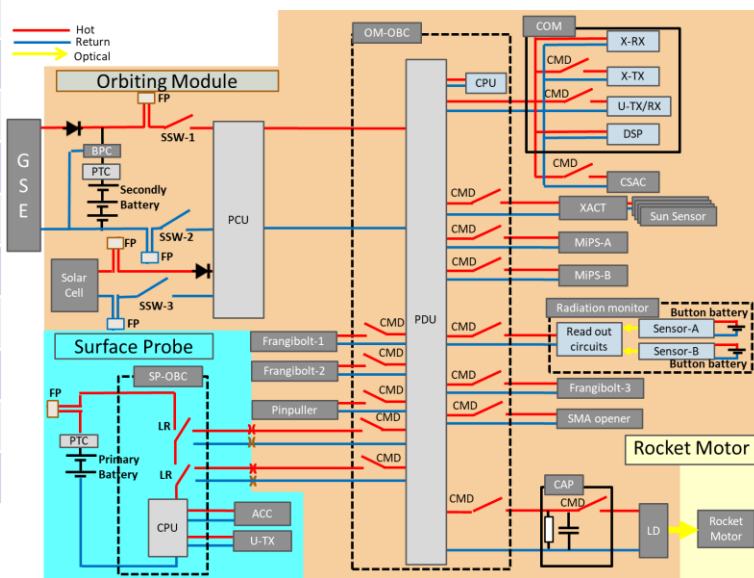 Hot
Return
Optical
Orbiting Module
OM-OBC
COM
X-RX
CMD
X-TX
CMD
U-TX/RX
DSP
CMD
CSAC
CPU
FP
SSW-1
G
S
E
BPC
PTC
Secondly
Battery
PCU
SSW-2
FP
FP
Solar
Cell
SSW-3
FP
PDU
CMD
XACT
Sun Sensor
CMD
MiPS-A
CMD
MiPS-B
Radiation monitor
Button battery
CMD
Read out
circuits
Sensor-A
Sensor-B
Button battery
CMD
Frangibolt-3
CMD
SMA opener
Surface Probe
CMD
Frangibolt-1
CMD
Frangibolt-2
CMD
Pinpuller
CMD
CMD
SP-OBC
FP
LR
PTC
Primary
Battery
LR
CPU
ACC
U-TX
Rocket Motor
CMD
CAP
CMD
LD
Rocket
Motor